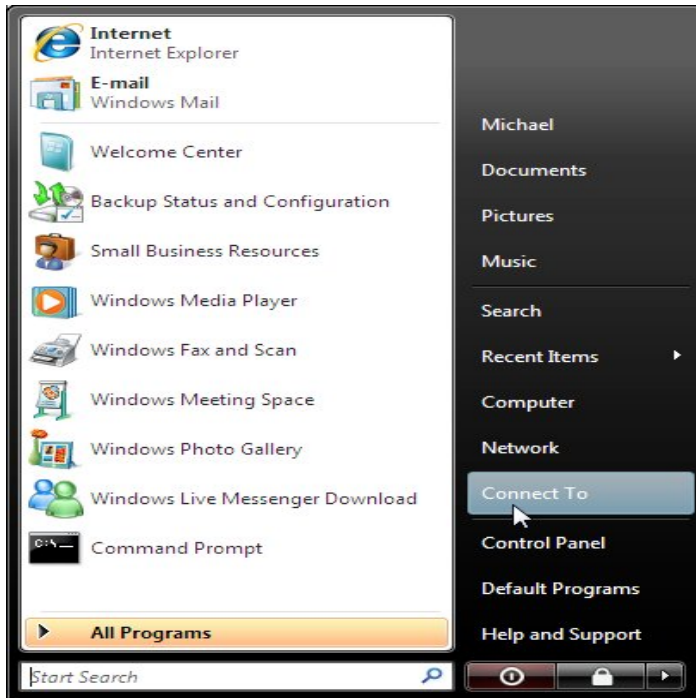 Internet
Internet Explorer
E-mail
Windows Mail
Welcome Center
Backup Status and Configuration
Small Business Resources
Windows Media Player
Windows Fax and Scan
Windows Meeting Space
Windows Photo Gallery
Windows Live Messenger Download
C:\
Command Prompt
All Programs
Start Search
Michael
Documents
Pictures
Music
Search
Recent Items
Computer
Network
Connect To
Control Panel
Default Programs
Help and Support